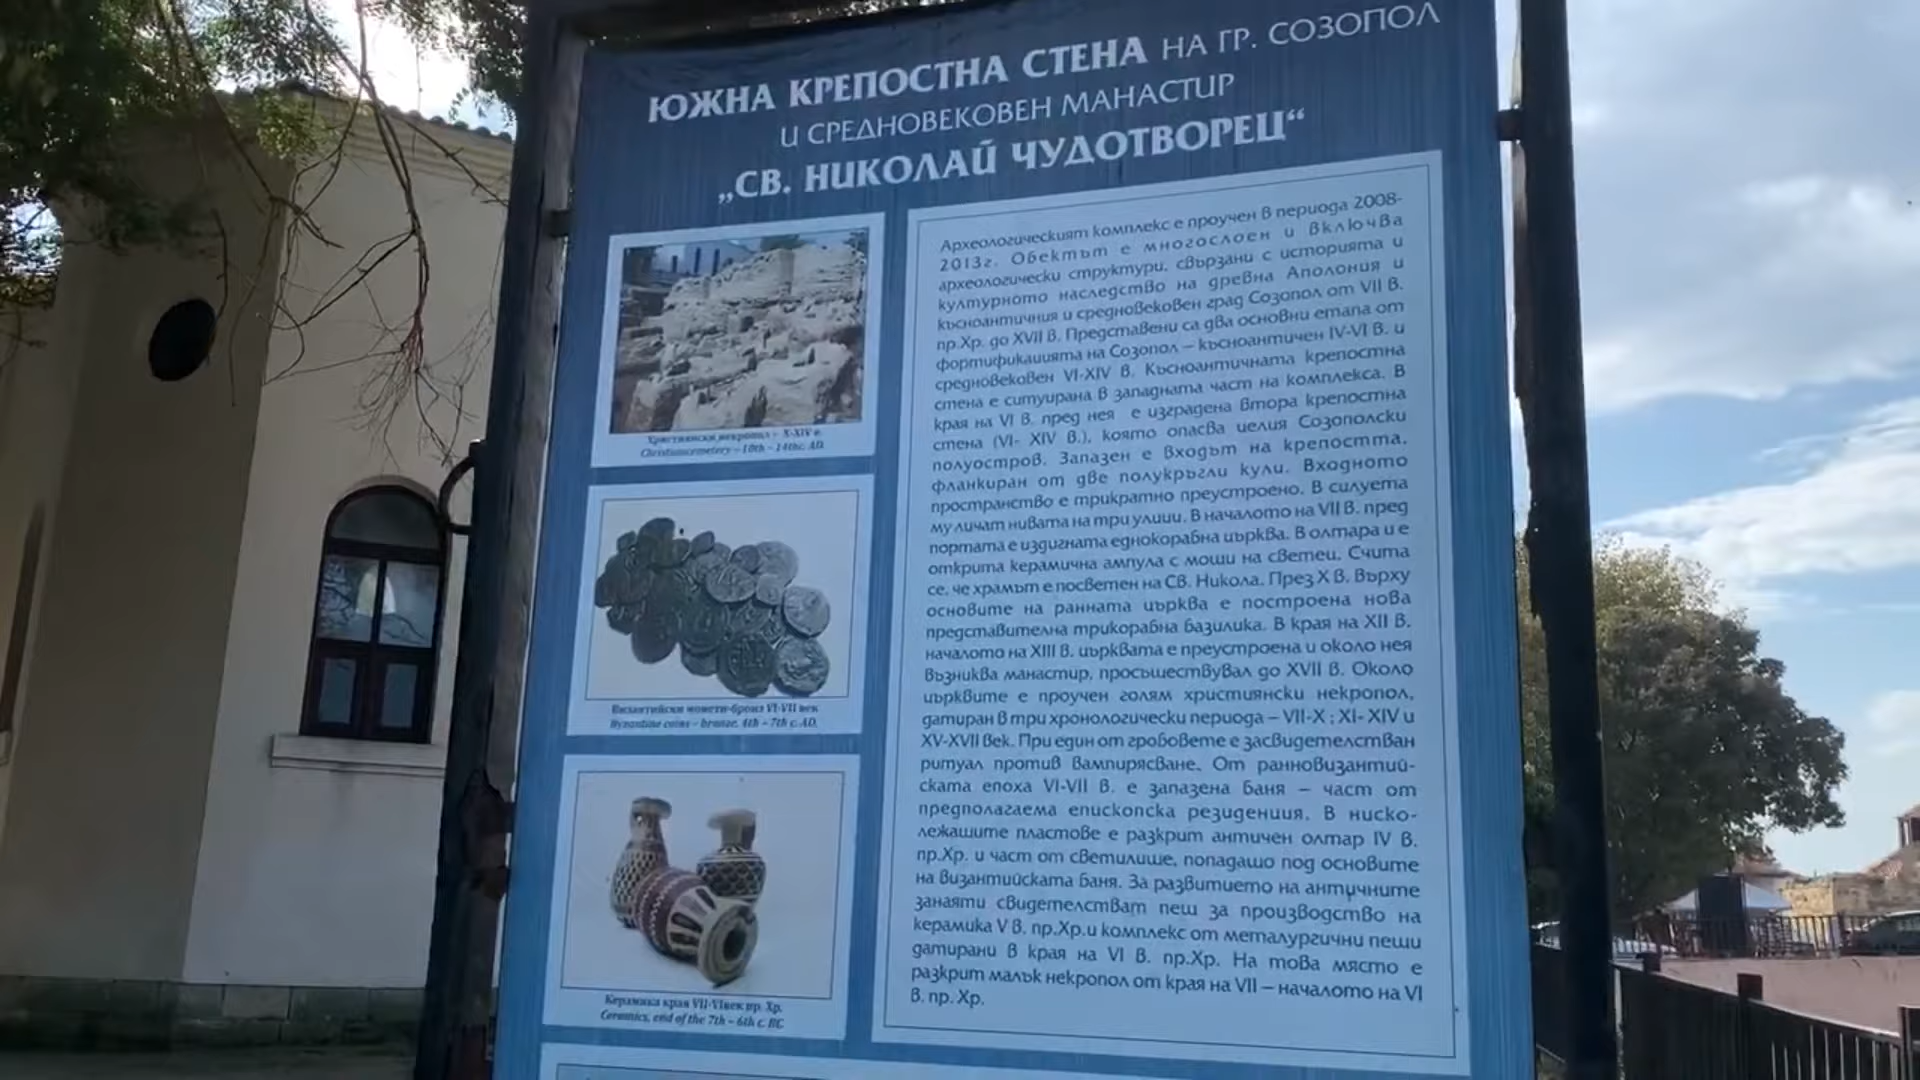 ЮЖНА КРЕПОСТНА СТЕНА НА ГР. СОЗОПОЛ
И СРЕДНОВЕКОВЕН МАНАСТИР
„СВ. НИКОЛАЙ ЧУДОТВОРЕЦ“
Християнски некропол – X-XIV в.
Christiancemetery – 10th – 14thc. AD.
Византийски монети-бронз VI-VII век
Byzantine coins – bronze, 4th – 7th c. AD.
Керамика края VII-VIвек пр. Хр.
Ceramics, end of the 7th – 6th c. BC
Археологическият комплекс е проучен в периода 2008-
2013г. Обектът е многослоен и включва
археологически структури, свързани с историята и
културното наследство на древна Аполония и
късноантичния и средновековен град Созопол от VII в.
пр.Хр. до XVII в. Представени са два основни етапа от
фортификацията на Созопол – късноантичен IV-VI в. и
средновековен VI-XIV в. Късноантичната крепостна
стена е ситуирана в западната част на комплекса. В
края на VI в. пред нея е изградена втора крепостна
стена (VI- XIV в.), която опасва целия Созополски
полуостров. Запазен е входът на крепостта,
фланкиран от две полукръгли кули. Входното
пространство е трикратно преустроено. В силуета
му личат нивата на три улици. В началото на VII в. пред
портата е издигната еднокорабна църква. В олтара и е
открита керамична ампула с мощи на светец. Счита
се, че храмът е посветен на СВ. Никола. През X в. върху
основите на ранната църква е построена нова
представителна трикорабна базилика. В края на XII в.
началото на XIII в. църквата е преустроена и около нея
възниква манастир, просъществувал до XVII в. Около
църквите е проучен голям християнски некропол,
датиран в три хронологически периода – VII-X ; XI- XIV и
XV-XVII век. При един от гробовете е засвидетелстван
ритуал против вампирясване. От ранновизантий-
ската епоха VI-VII в. е запазена баня – част от
предполагаема епископска резиденция. В ниско-
лежащите пластове е разкрит античен олтар IV в.
пр.Хр. и част от светилище, попадащо под основите
на византийската баня. За развитието на античните
занаяти свидетелстват пещ за производство на
керамика V в. пр.Хр.и комплекс от металургични пещи
датирани в края на VI в. пр.Хр. На това място е
разкрит малък некропол от края на VII – началото на VI
в. пр. Хр.